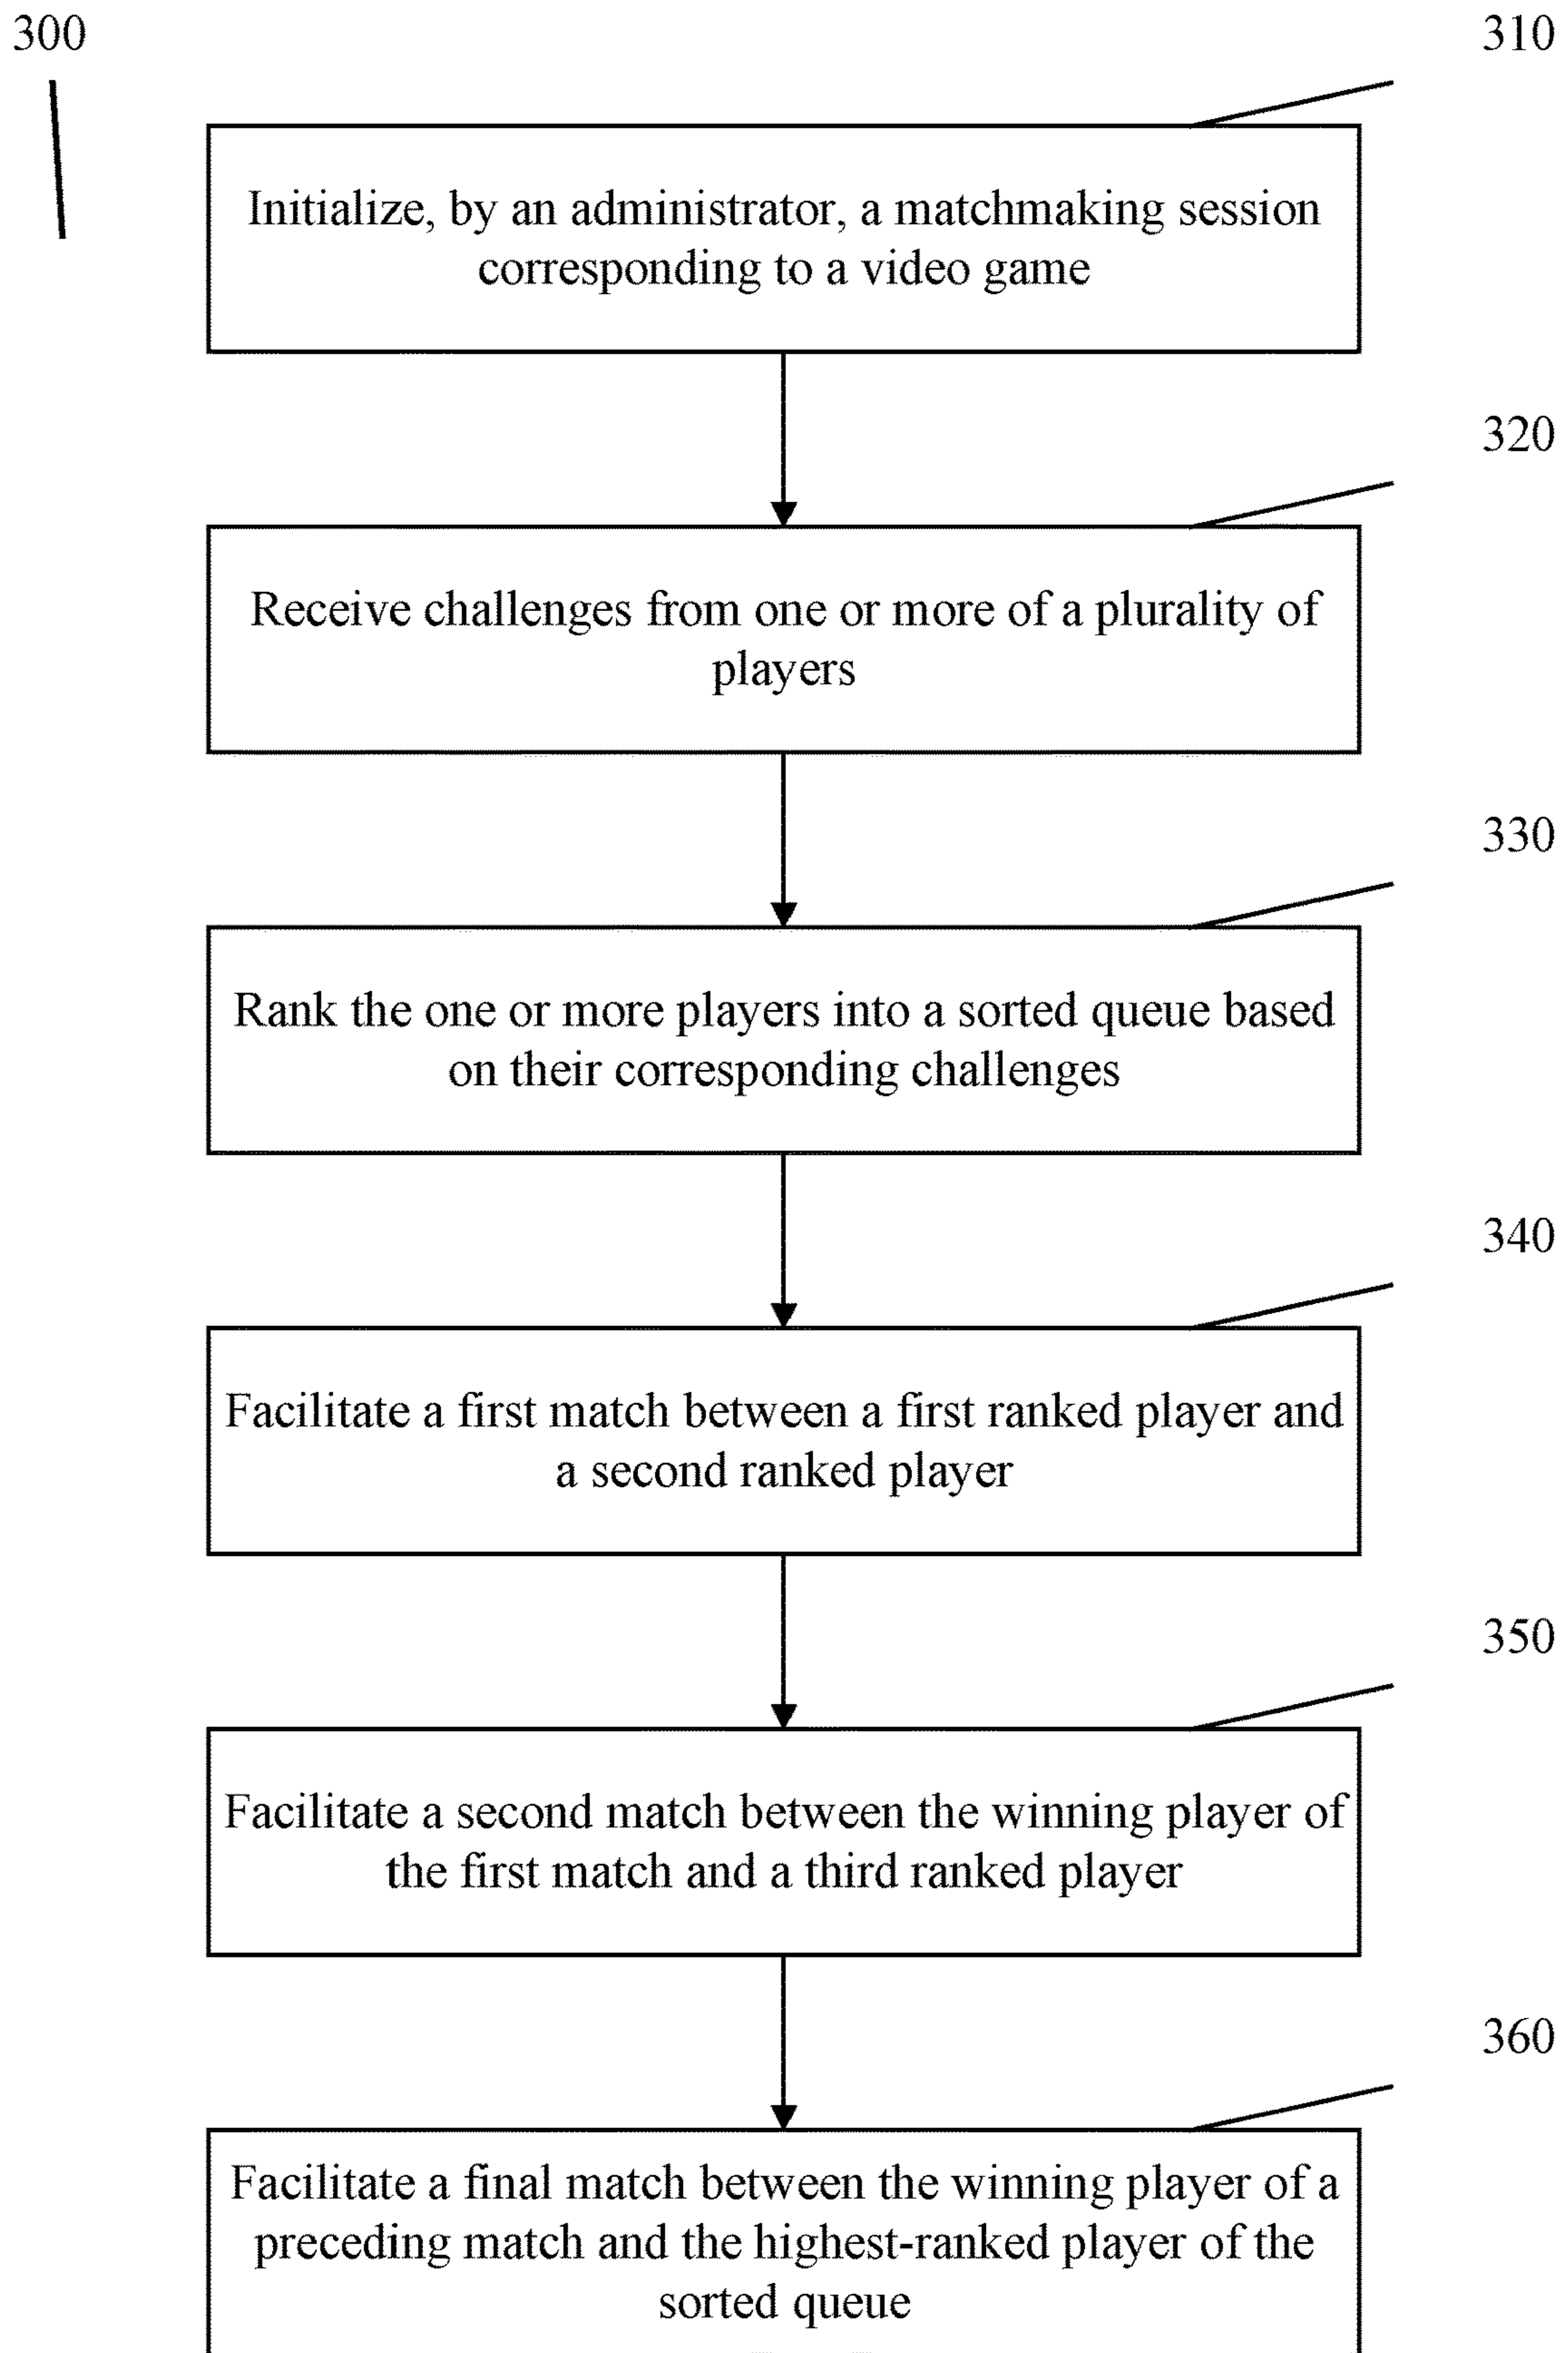 300
310
Initialize, by an administrator, a matchmaking session
corresponding to a video game
320
Receive challenges from one or more of a plurality of
players
330
Rank the one or more players into a sorted queue based
on their corresponding challenges
340
Facilitate a first match between a first ranked player and
a second ranked player
350
Facilitate a second match between the winning player of
the first match and a third ranked player
360
Facilitate a final match between the winning player of a
preceding match and the highest-ranked player of the
sorted queue